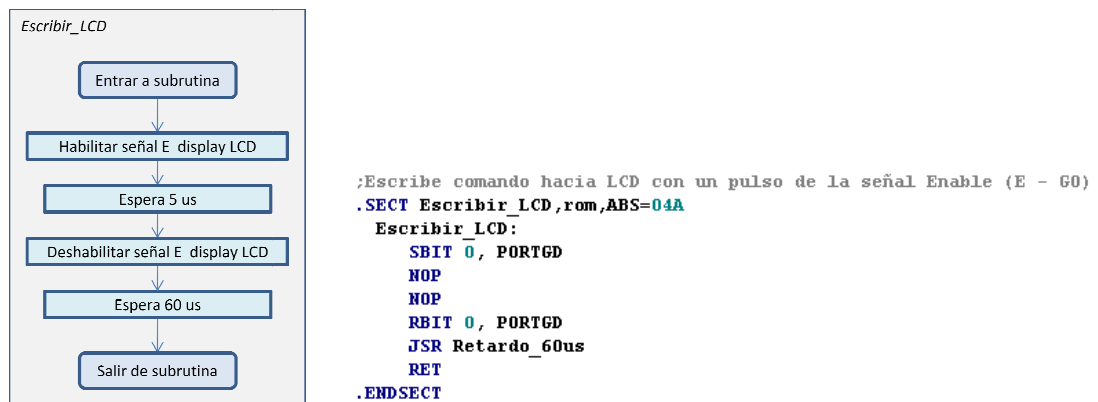 Escribir_LCD
Entrar a subrutina
Habilitar señal E display LCD
Espera 5 us
Deshabilitar señal E display LCD
Espera 60 us
Salir de subrutina
;Escribe comando hacia LCD con un pulso de la señal Enable (E - G0)
.SECT Escribir_LCD,rom,ABS=04A
Escribir_LCD:
SBIT 0, PORTGD
NOP
NOP
RBIT 0, PORTGD
JSR Retardo_60us
RET
.ENDSECT